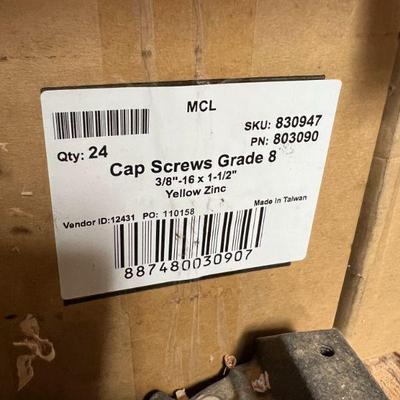 MCL
SKU: 830947
PN: 803090
Qty: 24
Cap Screws Grade 8
3/8"-16 x 1-1/2"
Yellow Zinc
Made In Taiwan
Vendor ID:12431 PO: 110158
887480030907